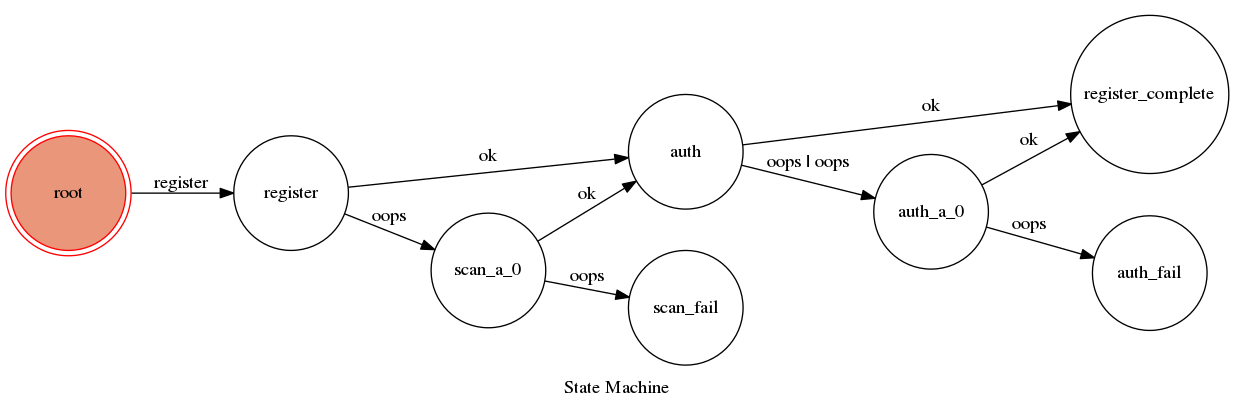 root
register
register
ok
oops
scan_a_0
ok
oops
auth
scan_fail
ok
oops | oops
auth_a_0
ok
oops
register_complete
auth_fail
State Machine